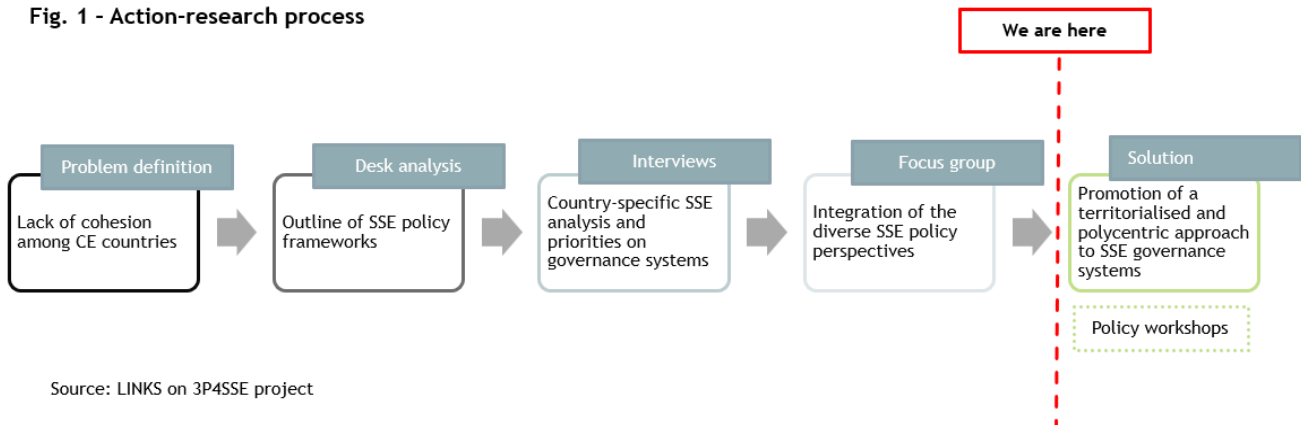 Fig. 1 - Action-research process
We are here
Problem definition
Lack of cohesion
among CE countries
Desk analysis
Outline of SSE policy
frameworks
Interviews
Country-specific SSE
analysis and
priorities on
governance systems
Focus group
Integration of the
diverse SSE policy
perspectives
Solution
Promotion of a
territorialised and
polycentric approach
to SSE governance
systems
Policy workshops
Source: LINKS on 3P4SSE project